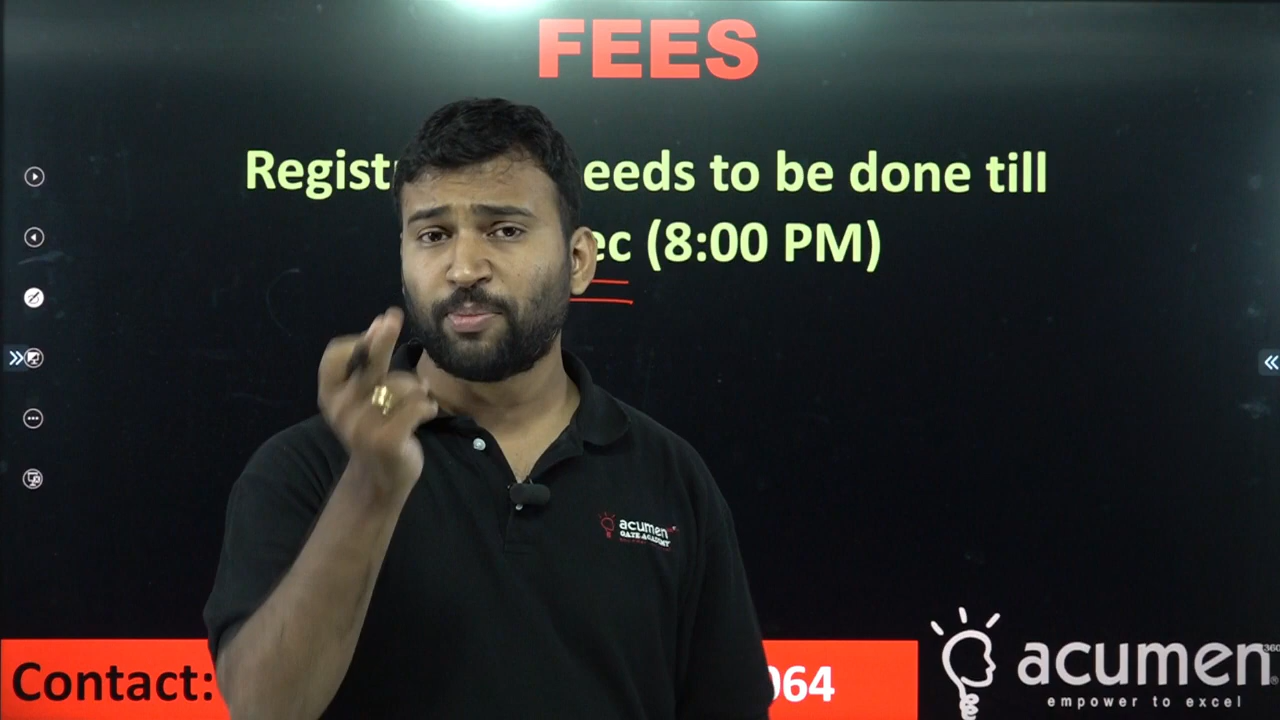 FEES
Regist eeds to be done till
ec (8:00 PM)
acumen
GATE ACADEMY
Contact: 064
acumen
empower to excel
360